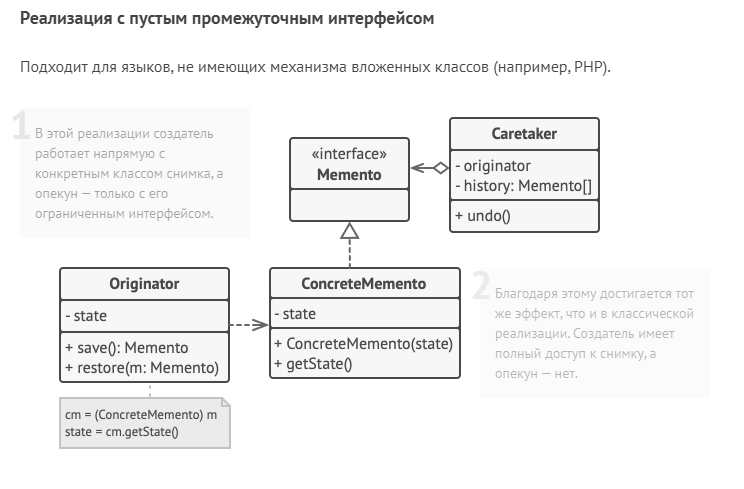 Реализация с пустым промежуточным интерфейсом
Подходит для языков, не имеющих механизма вложенных классов (например, PHP).
1
В этой реализации создатель
работает напрямую с
конкретным классом снимка, а
опекун — только с его
ограниченным интерфейсом.
«interface»
Memento
Caretaker
- originator
- history: Memento[]
+ undo()
Originator
- state
+ save(): Memento
+ restore(m: Memento)
ConcreteMemento
- state
+ ConcreteMemento(state)
+ getState()
2
Благодаря этому достигается тот
же эффект, что и в классической
реализации. Создатель имеет
полный доступ к снимку, а
опекун — нет.
cm = (ConcreteMemento) m
state = cm.getState()